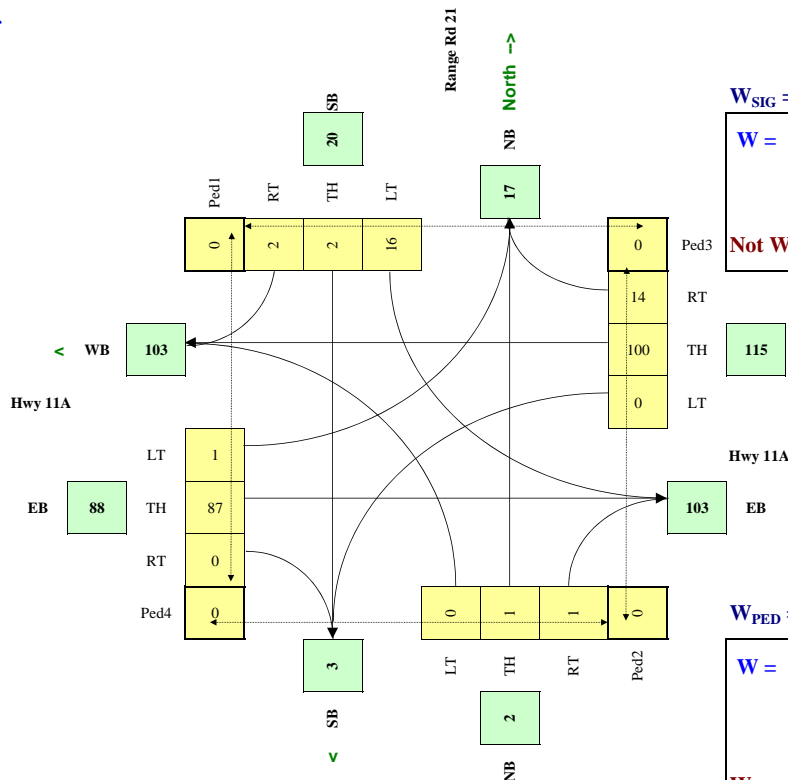 Range Rd 21
North -->
SB
20
NB
17
W_SIG =
W =
Not W
Ped1
RT
TH
LT
0
2
2
16
0
Ped3
14
RT
100
TH
115
0
LT
<
WB
103
Hwy 11A
LT
1
EB
88
TH
87
RT
0
Ped4
0
Hwy 11A
103
EB
0
1
1
0
LT
TH
RT
Ped2
3
SB
<
2
NB
W_PED =
W =